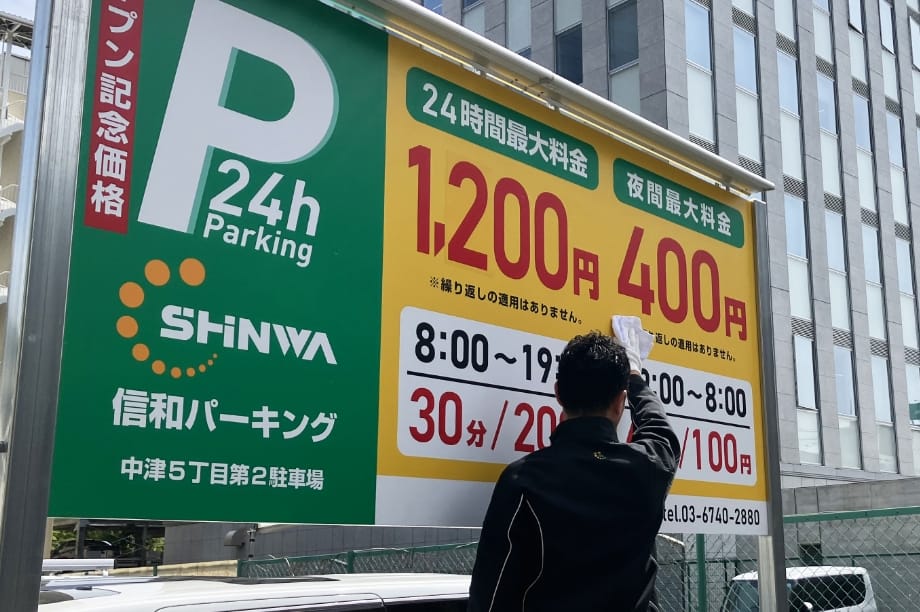 プン記念価格
P
24h
Parking
SHiNWA
信和パーキング
中津5丁目第2駐車場
24時間最大料金
1,200円
※繰り返しの適用はありません。
8:00～19
30分/20
夜間最大料金
400円
返しの適用はありません。
:00～8:00
/100円
tel.03-6740-2880